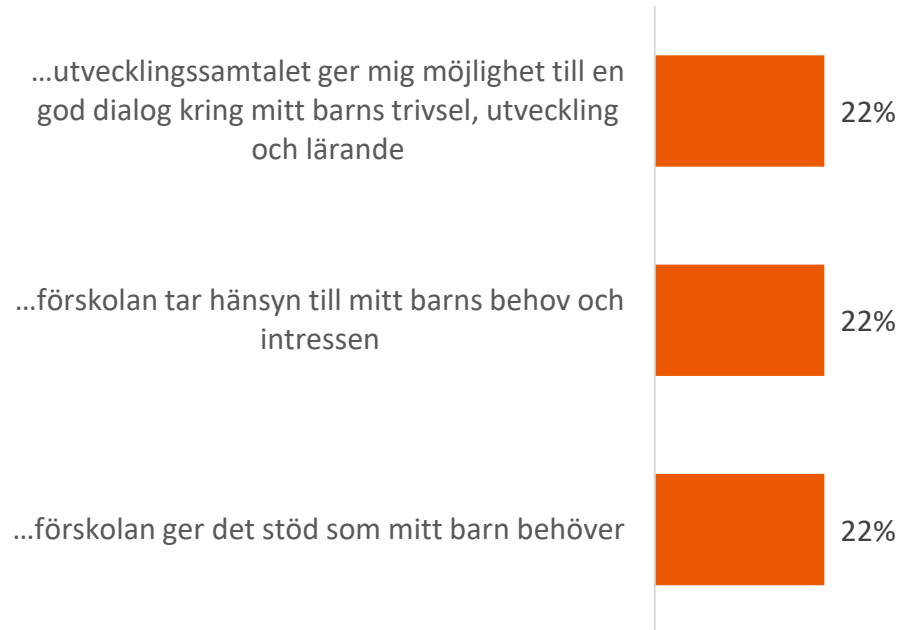 …utvecklingssamtalet ger mig möjlighet till en
god dialog kring mitt barns trivsel, utveckling
och lärande
22%
…förskolan tar hänsyn till mitt barns behov och
intressen
22%
…förskolan ger det stöd som mitt barn behöver
22%